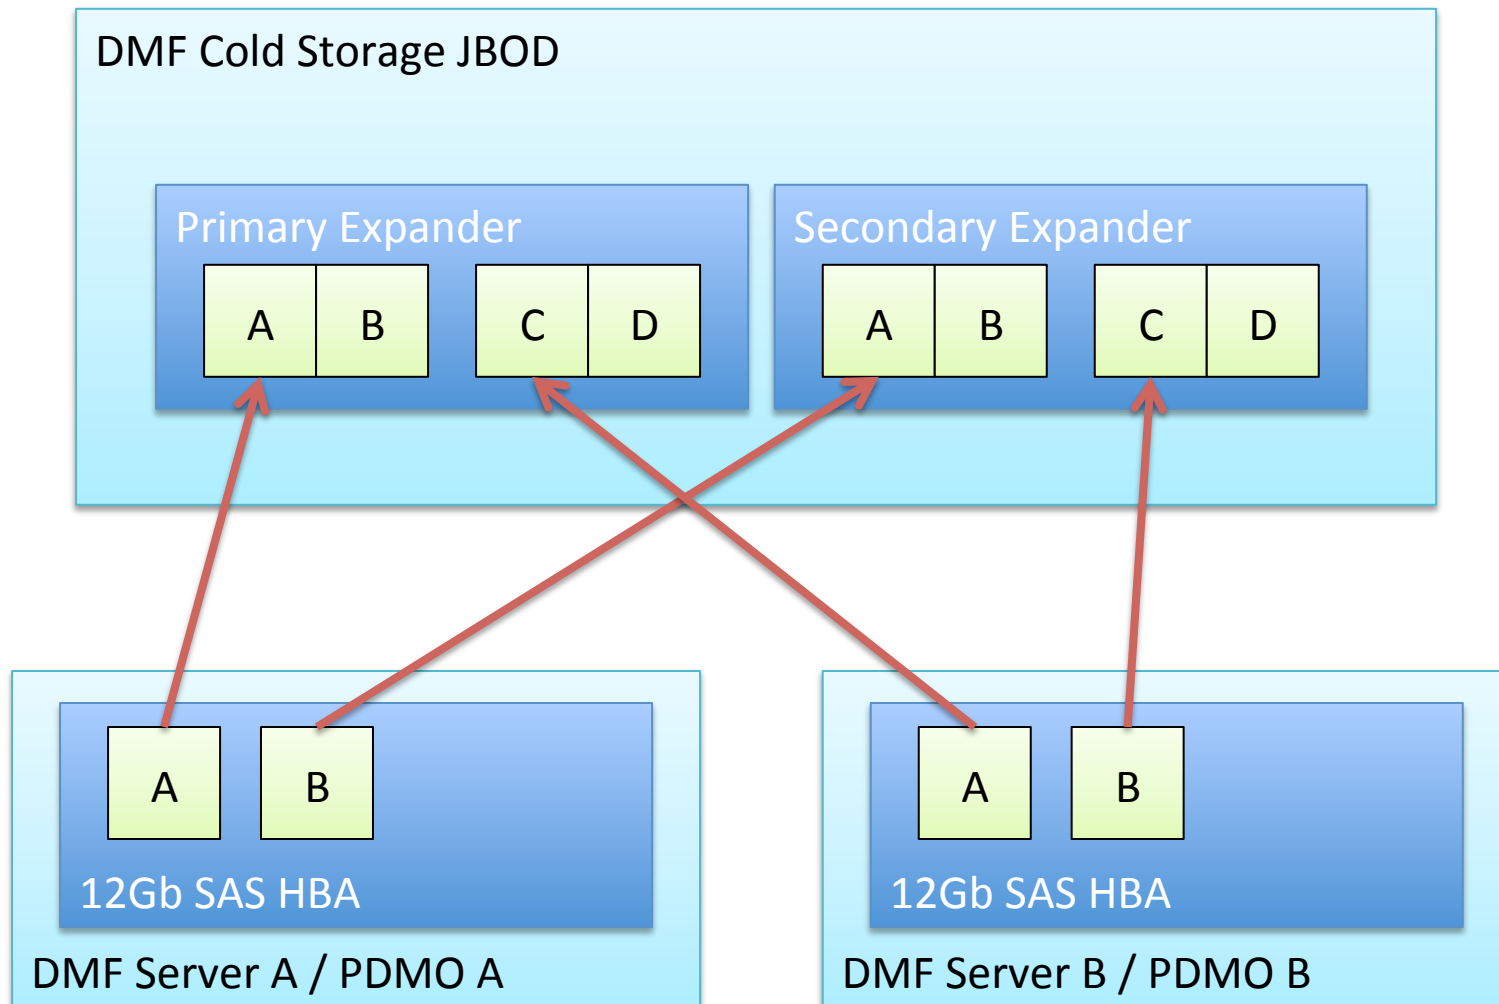 DMF Cold Storage JBOD
Primary Expander
A B C D
Secondary Expander
A B C D
A B
12Gb SAS HBA
DMF Server A / PDMO A
A B
12Gb SAS HBA
DMF Server B / PDMO B